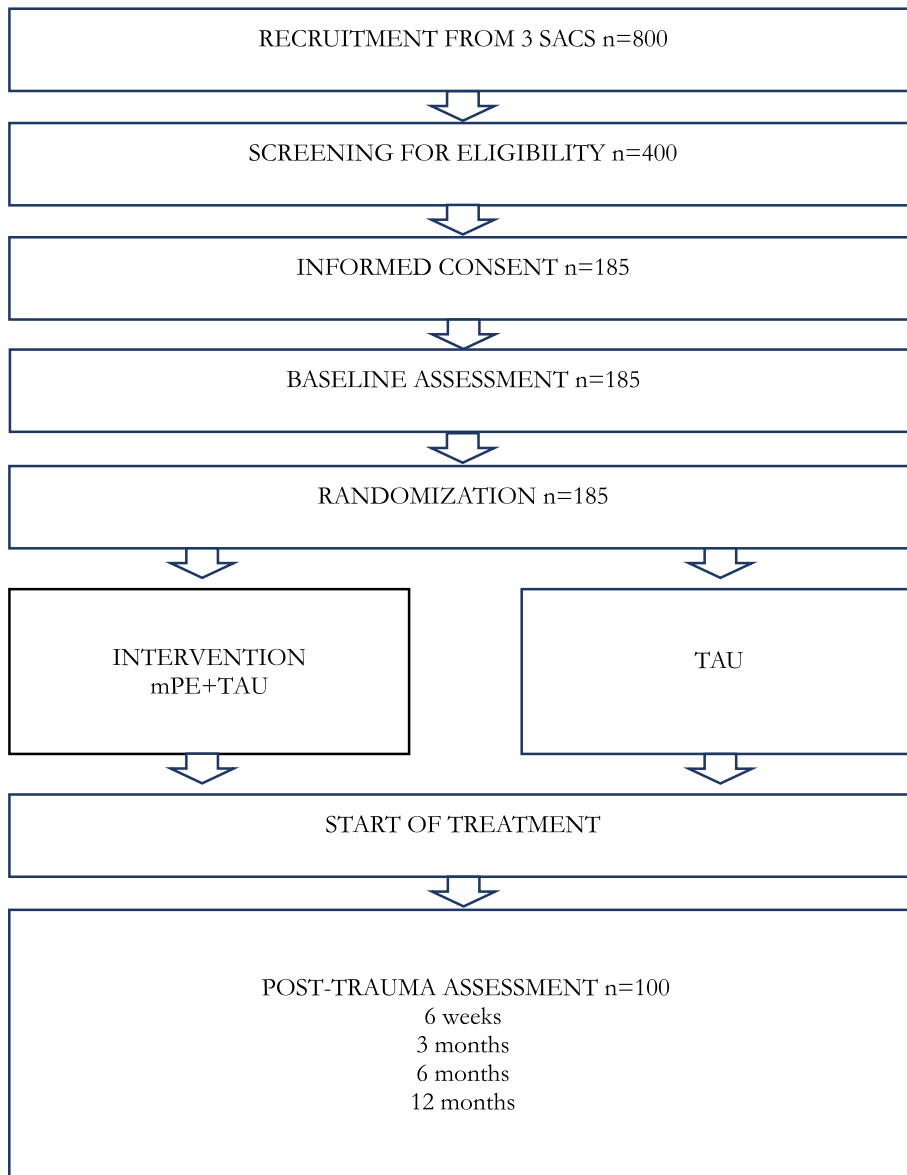 RECRUITMENT FROM 3 SACS n=800
SCREENING FOR ELIGIBILITY n=400
INFORMED CONSENT n=185
BASELINE ASSESSMENT n=185
RANDOMIZATION n=185
INTERVENTION
mPE+TAU
TAU
START OF TREATMENT
POST-TRAUMA ASSESSMENT n=100
6 weeks
3 months
6 months
12 months